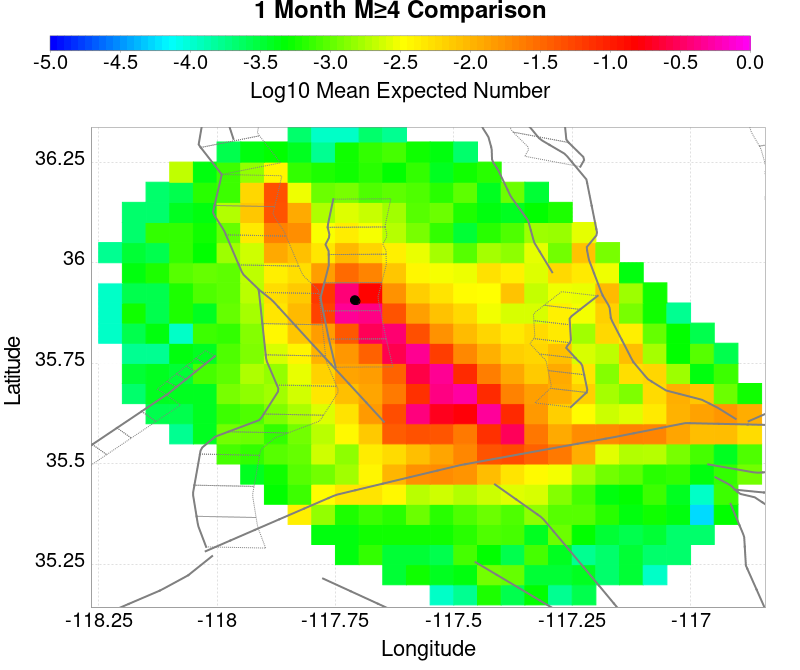 1 Month M≥4 Comparison
-5.0 -4.5 -4.0 -3.5 -3.0 -2.5 -2.0 -1.5 -1.0 -0.5 0.0
Log10 Mean Expected Number
36.25
36
35.75
35.5
35.25
Latitude
-118.25 -118 -117.75 -117.5 -117.25 -117
Longitude